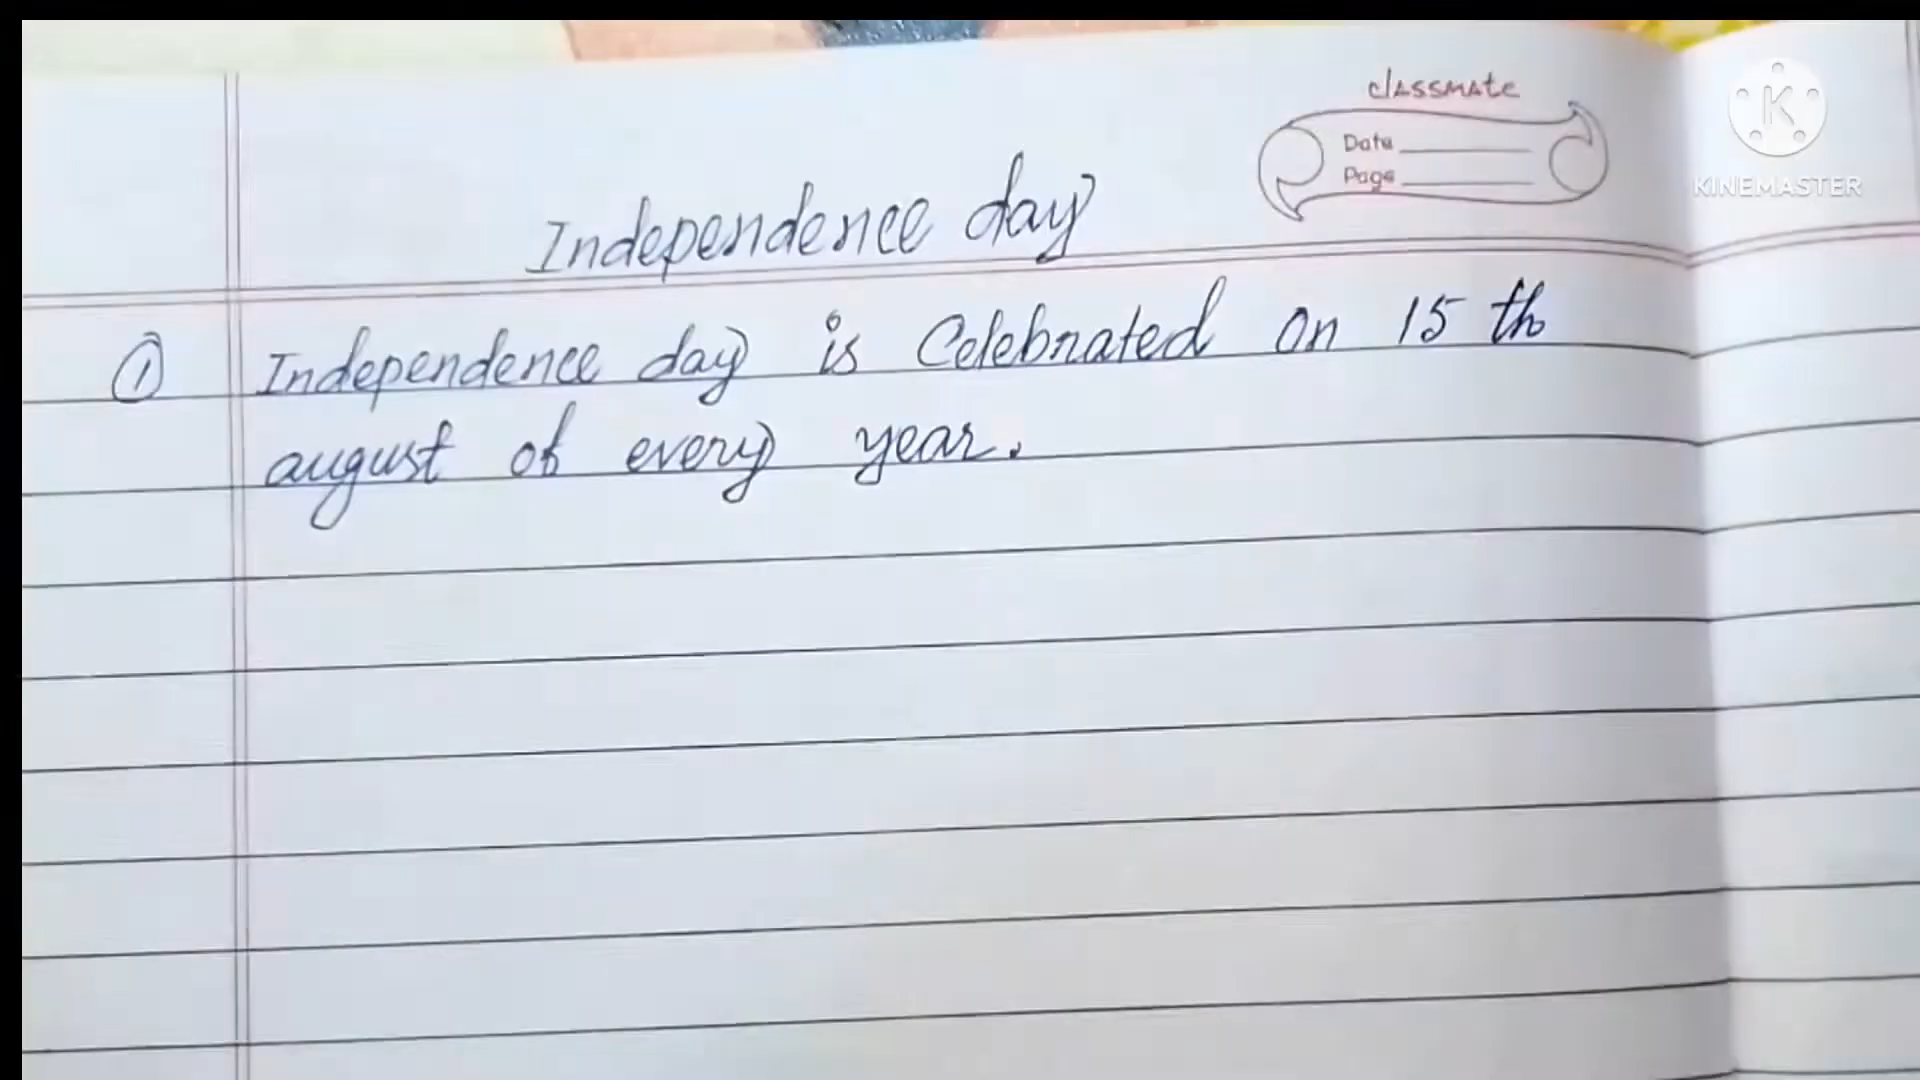 classmate
Date
Page
KINEMASTER
Independence day
① Independence day is Celebrated on 15 th
august of every year.